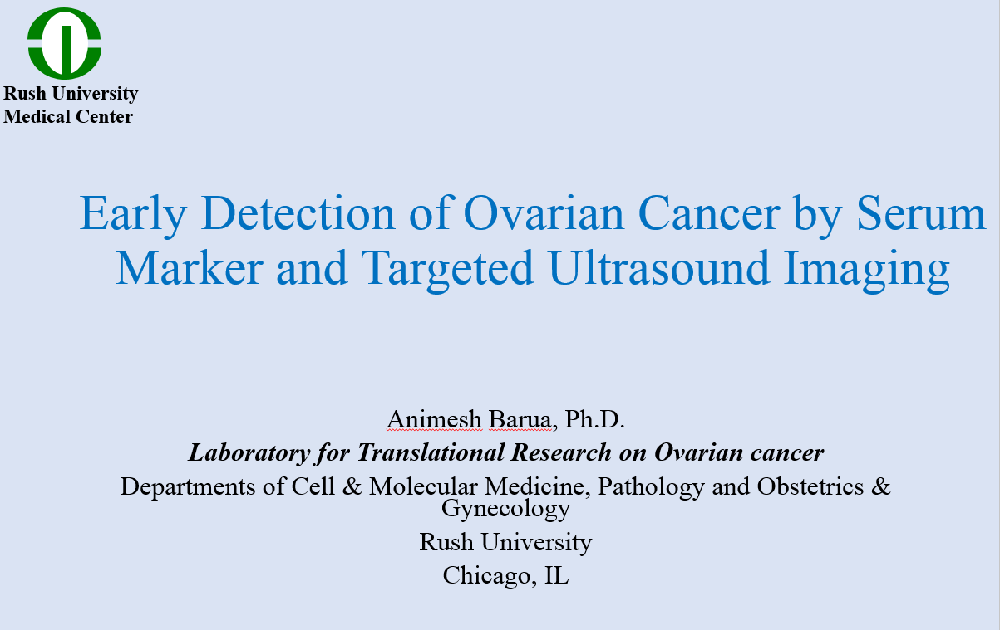 Rush University
Medical Center
Early Detection of Ovarian Cancer by Serum
Marker and Targeted Ultrasound Imaging
Animesh Barua, Ph.D.
Laboratory for Translational Research on Ovarian cancer
Departments of Cell & Molecular Medicine, Pathology and Obstetrics &
Gynecology
Rush University
Chicago, IL